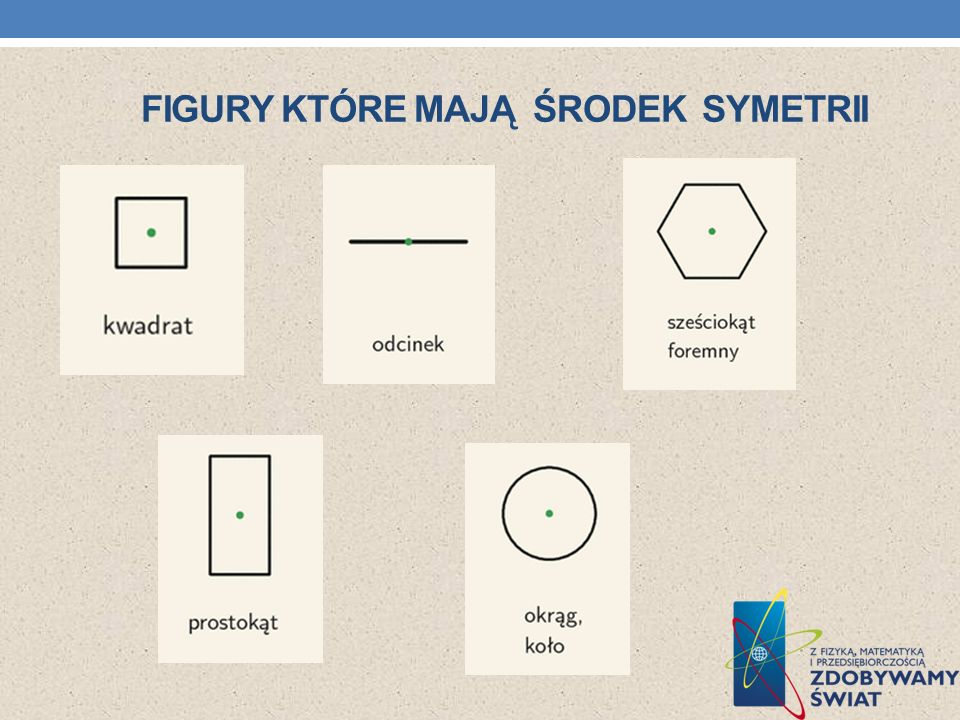 FIGURY KTÓRE MAJĄ ŚRODEK SYMETRII
kwadrat
odcinek
sześciokąt
foremny
prostokąt
okrąg,
koło
Z FIZYKĄ, MATEMATYKĄ
I PRZEDSIĘBIORCZOŚCIĄ
ZDOBYWAMY
ŚWIAT